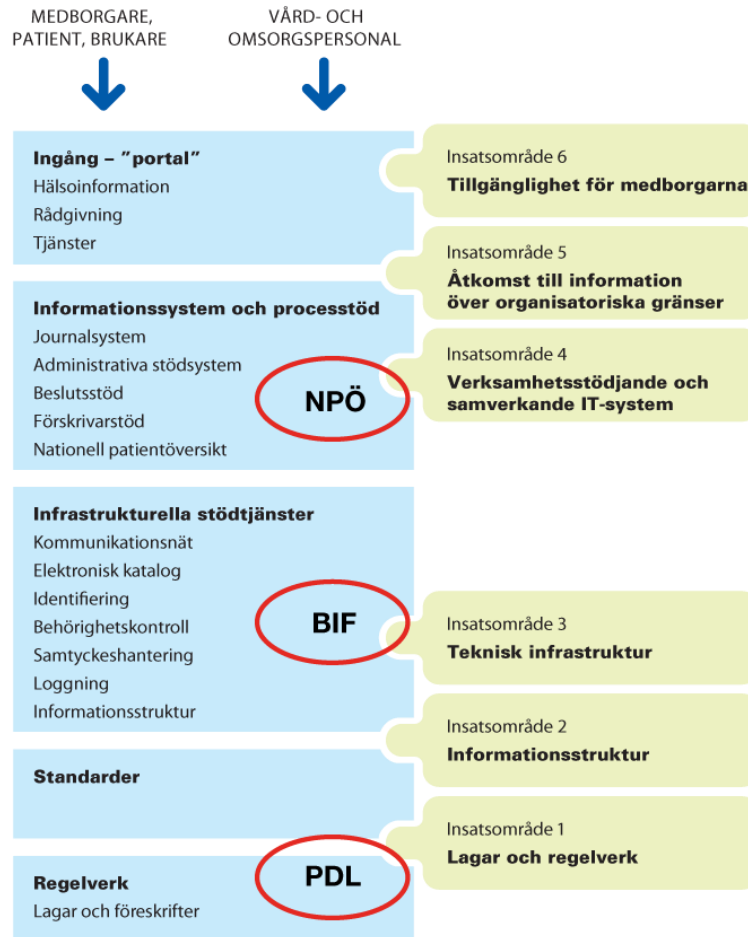 MEDBORGARE,
PATIENT, BRUKARE
VÅRD- OCH
OMSORGSPERSONAL
Ingång – ”portal”
Hälsoinformation
Rådgivning
Tjänster
Insatsområde 6
Tillgänglighet för medborgarna
Insatsområde 5
Åtkomst till information
över organisatoriska gränser
Informationssystem och processtöd
Journalsystem
Administrativa stödsystem
Beslutsstöd
Förskrivarstöd
Nationell patientöversikt
NPÖ
Insatsområde 4
Verksamhetsstödjande och
samverkande IT-system
Infrastrukturella stödtjänster
Kommunikationsnät
Elektronisk katalog
Identifiering
Behörighetskontroll
Samtyckeshantering
Loggning
Informationsstruktur
BIF
Insatsområde 3
Teknisk infrastruktur
Insatsområde 2
Informationsstruktur
Standarder
Insatsområde 1
Lagar och regelverk
Regelverk
Lagar och föreskrifter
PDL